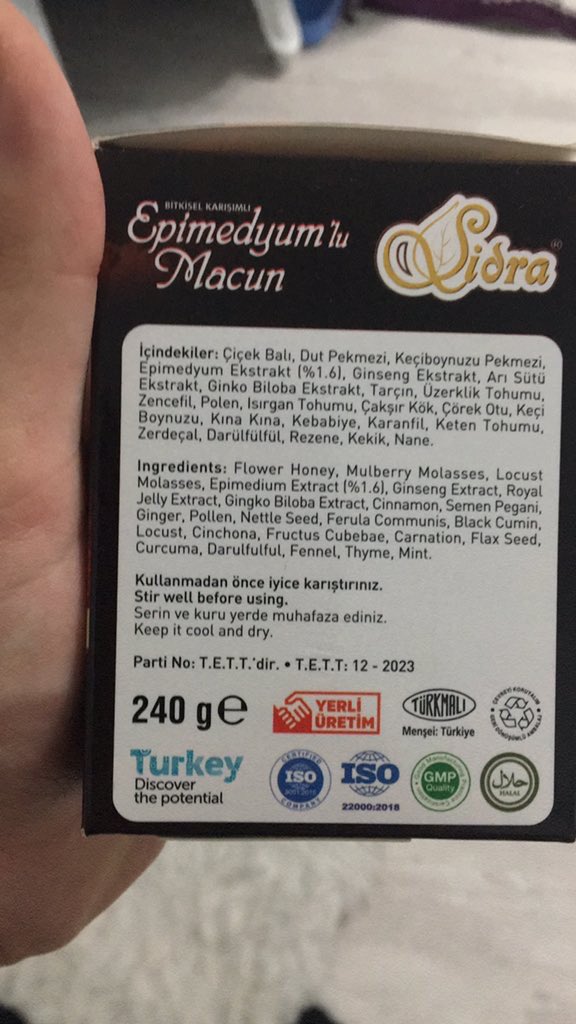 BITKISEL KARIŞIMLI
Epimedyum'lu
Macun
Sidra®
İçindekiler: Çiçek Balı, Dut Pekmezi, Keçiboynuzu Pekmezi,
Epimedyum Ekstrakt (%1.6), Ginseng Ekstrakt, Arı Sütü
Ekstrakt, Ginko Biloba Ekstrakt, Tarçın, Üzerklik Tohumu,
Zencefil, Polen, Isırgan Tohumu, Çakşır Kök, Çörek Otu, Keçi
Boynuzu, Kına Kına, Kebabiye, Karanfil, Keten Tohumu,
Zerdeçal, Darülfülfül, Rezene, Kekik, Nane.
Ingredients: Flower Honey, Mulberry Molasses, Locust
Molasses, Epimedium Extract (%1.6), Ginseng Extract, Royal
Jelly Extract, Gingko Biloba Extract, Cinnamon, Semen Pegani,
Ginger, Pollen, Nettle Seed, Ferula Communis, Black Cumin,
Locust, Cinchona, Fructus Cubebae, Carnation, Flax Seed,
Curcuma, Darulfulful, Fennel, Thyme, Mint.
Kullanmadan önce iyice karıştırınız.
Stir well before using.
Serin ve kuru yerde muhafaza ediniz.
Keep it cool and dry.
Parti No: T.E.T.T.'dir. • T.E.T.T: 12 - 2023
240 g e
YERLİ
ÜRETİM
TÜRKMALI
Menşei: Türkiye
Turkey
Discover
the potential
CERTIFIED
ISO
COMPANY
ISO
22000:2018
GMP
Quality
حلال
HALAL